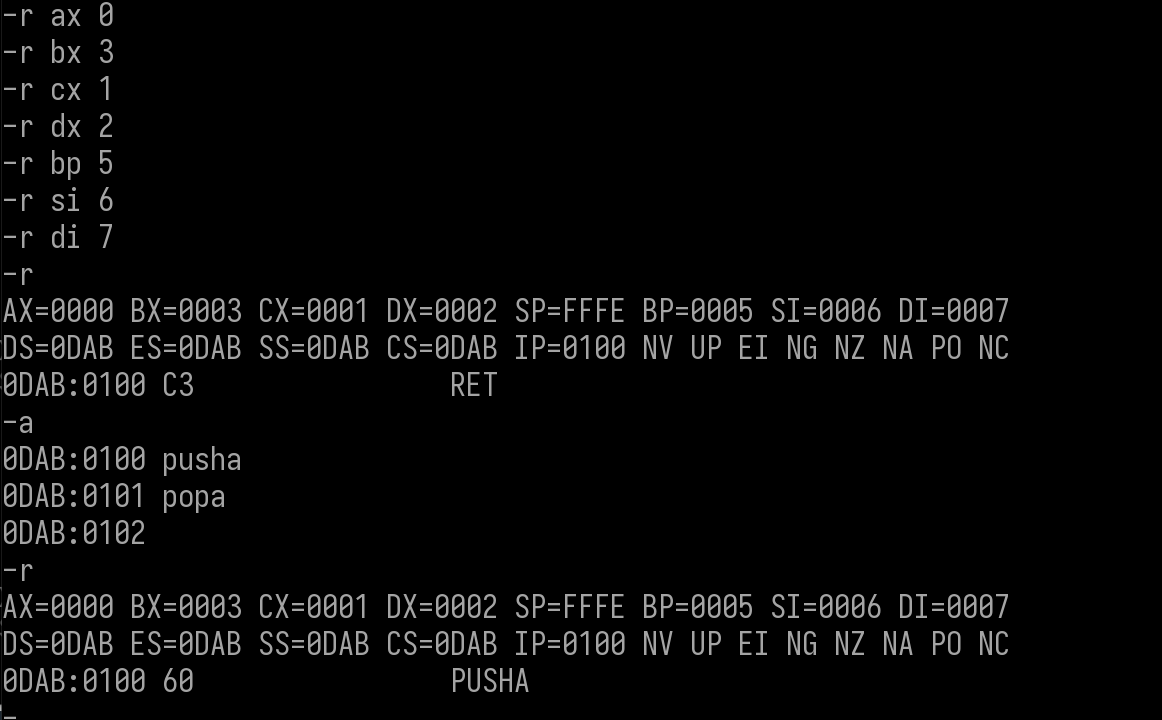 -r ax 0
-r bx 3
-r cx 1
-r dx 2
-r bp 5
-r si 6
-r di 7
-r
AX=0000 BX=0003 CX=0001 DX=0002 SP=FFFE BP=0005 SI=0006 DI=0007
DS=0DAB ES=0DAB SS=0DAB CS=0DAB IP=0100 NV UP EI NG NZ NA PO NC
0DAB:0100 C3                RET
-a
0DAB:0100 pusha
0DAB:0101 popa
0DAB:0102
-r
AX=0000 BX=0003 CX=0001 DX=0002 SP=FFFE BP=0005 SI=0006 DI=0007
DS=0DAB ES=0DAB SS=0DAB CS=0DAB IP=0100 NV UP EI NG NZ NA PO NC
0DAB:0100 60                PUSHA
-